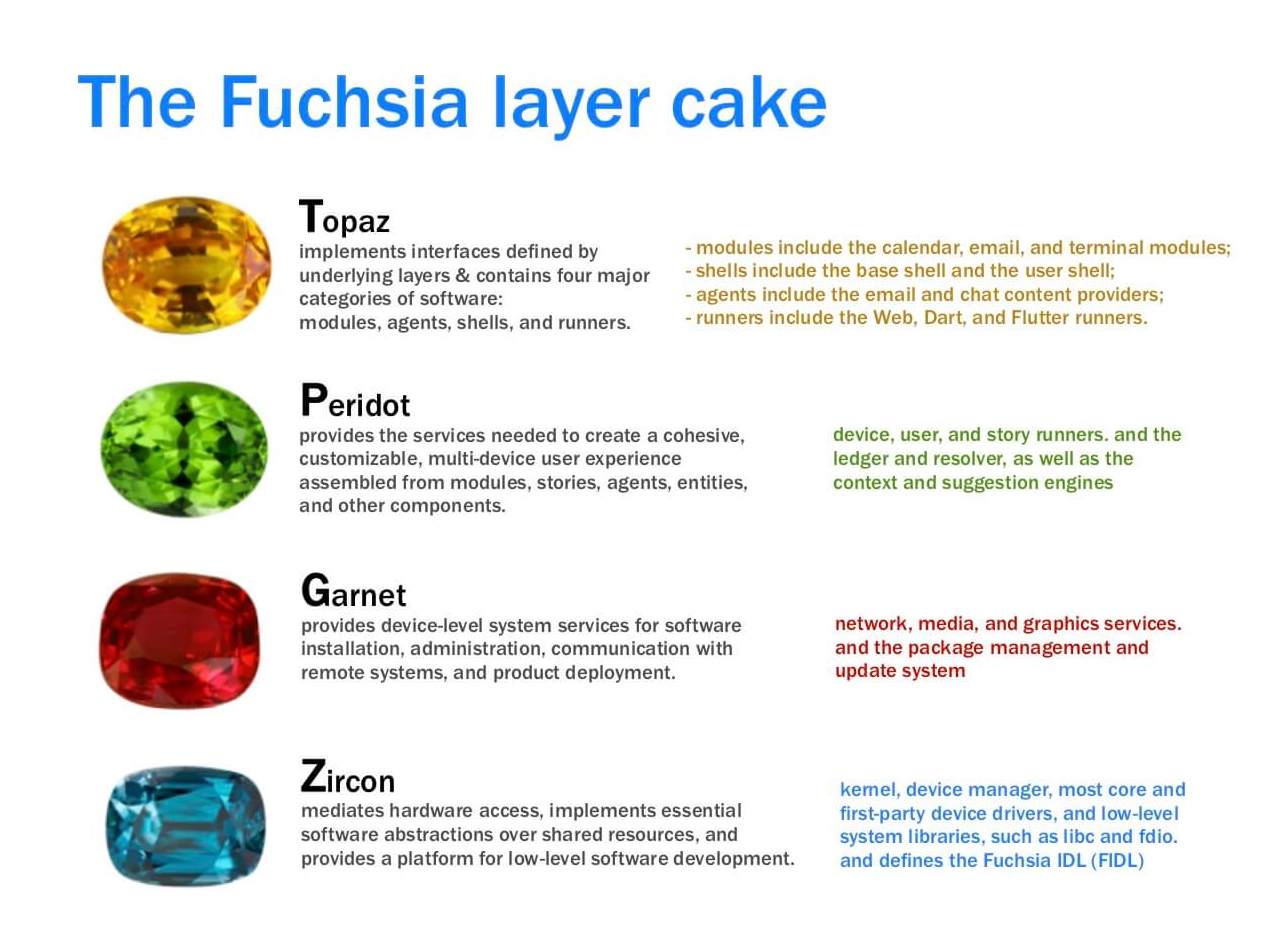 The Fuchsia layer cake
Topaz
implements interfaces defined by
underlying layers & contains four major
categories of software:
modules, agents, shells, and runners.
- modules include the calendar, email, and terminal modules;
- shells include the base shell and the user shell;
- agents include the email and chat content providers;
- runners include the Web, Dart, and Flutter runners.
Peridot
provides the services needed to create a cohesive,
customizable, multi-device user experience
assembled from modules, stories, agents, entities,
and other components.
device, user, and story runners. and the
ledger and resolver, as well as the
context and suggestion engines
Garnet
provides device-level system services for software
installation, administration, communication with
remote systems, and product deployment.
network, media, and graphics services.
and the package management and
update system
Zircon
mediates hardware access, implements essential
software abstractions over shared resources, and
provides a platform for low-level software development.
kernel, device manager, most core and
first-party device drivers, and low-level
system libraries, such as libc and fdio.
and defines the Fuchsia IDL (FIDL)